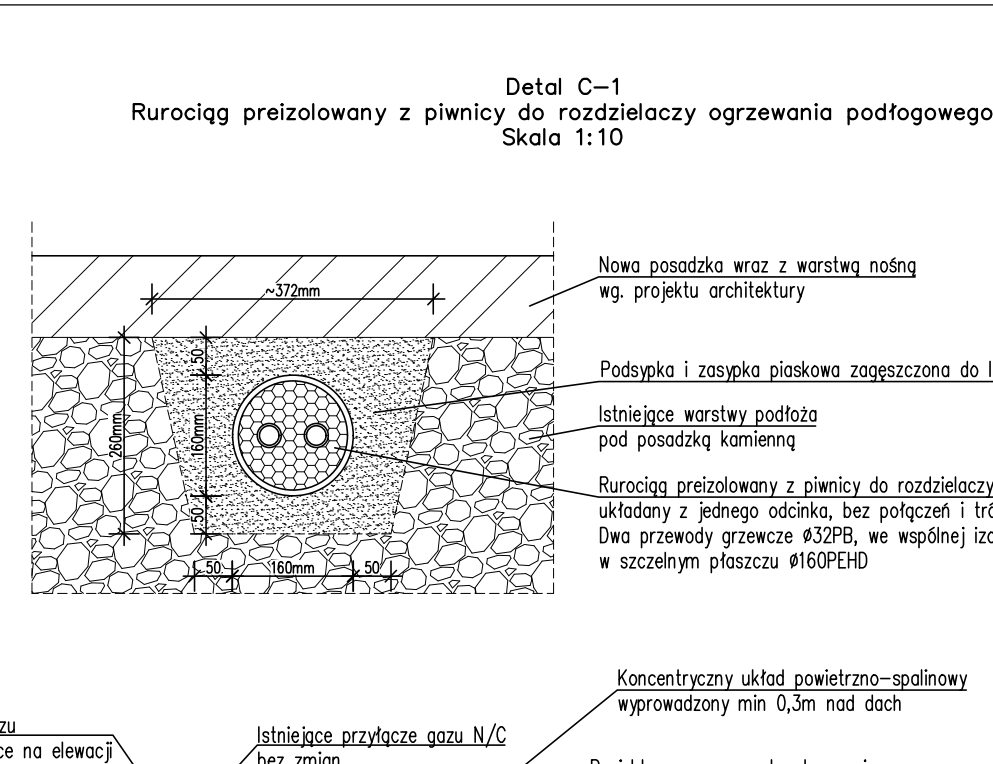 Detal C-1
Rurociąg preizolowany z piwnicy do rozdzielaczy ogrzewania podłogowego
Skala 1:10
Nowa posadzka wraz z warstwą nośną
wg. projektu architektury
~372mm
50
160mm
50
260mm
50
160mm
50
Podsypka i zasypka piaskowa zagęszczona do
Istniejące warstwy podłoża
pod posadzką kamienną
Rurociąg preizolowany z piwnicy do rozdzielaczy
układany z jednego odcinka, bez połączeń i
Dwa przewody grzewcze Ø32PB, we wspólnej
w szczelnym płaszczu Ø160PEHD
Koncentryczny układ powietrzno-spalinowy
wyprowadzony min 0,3m nad dach
na elewacji
Istniejące przyłącze gazu N/C
bez zmian